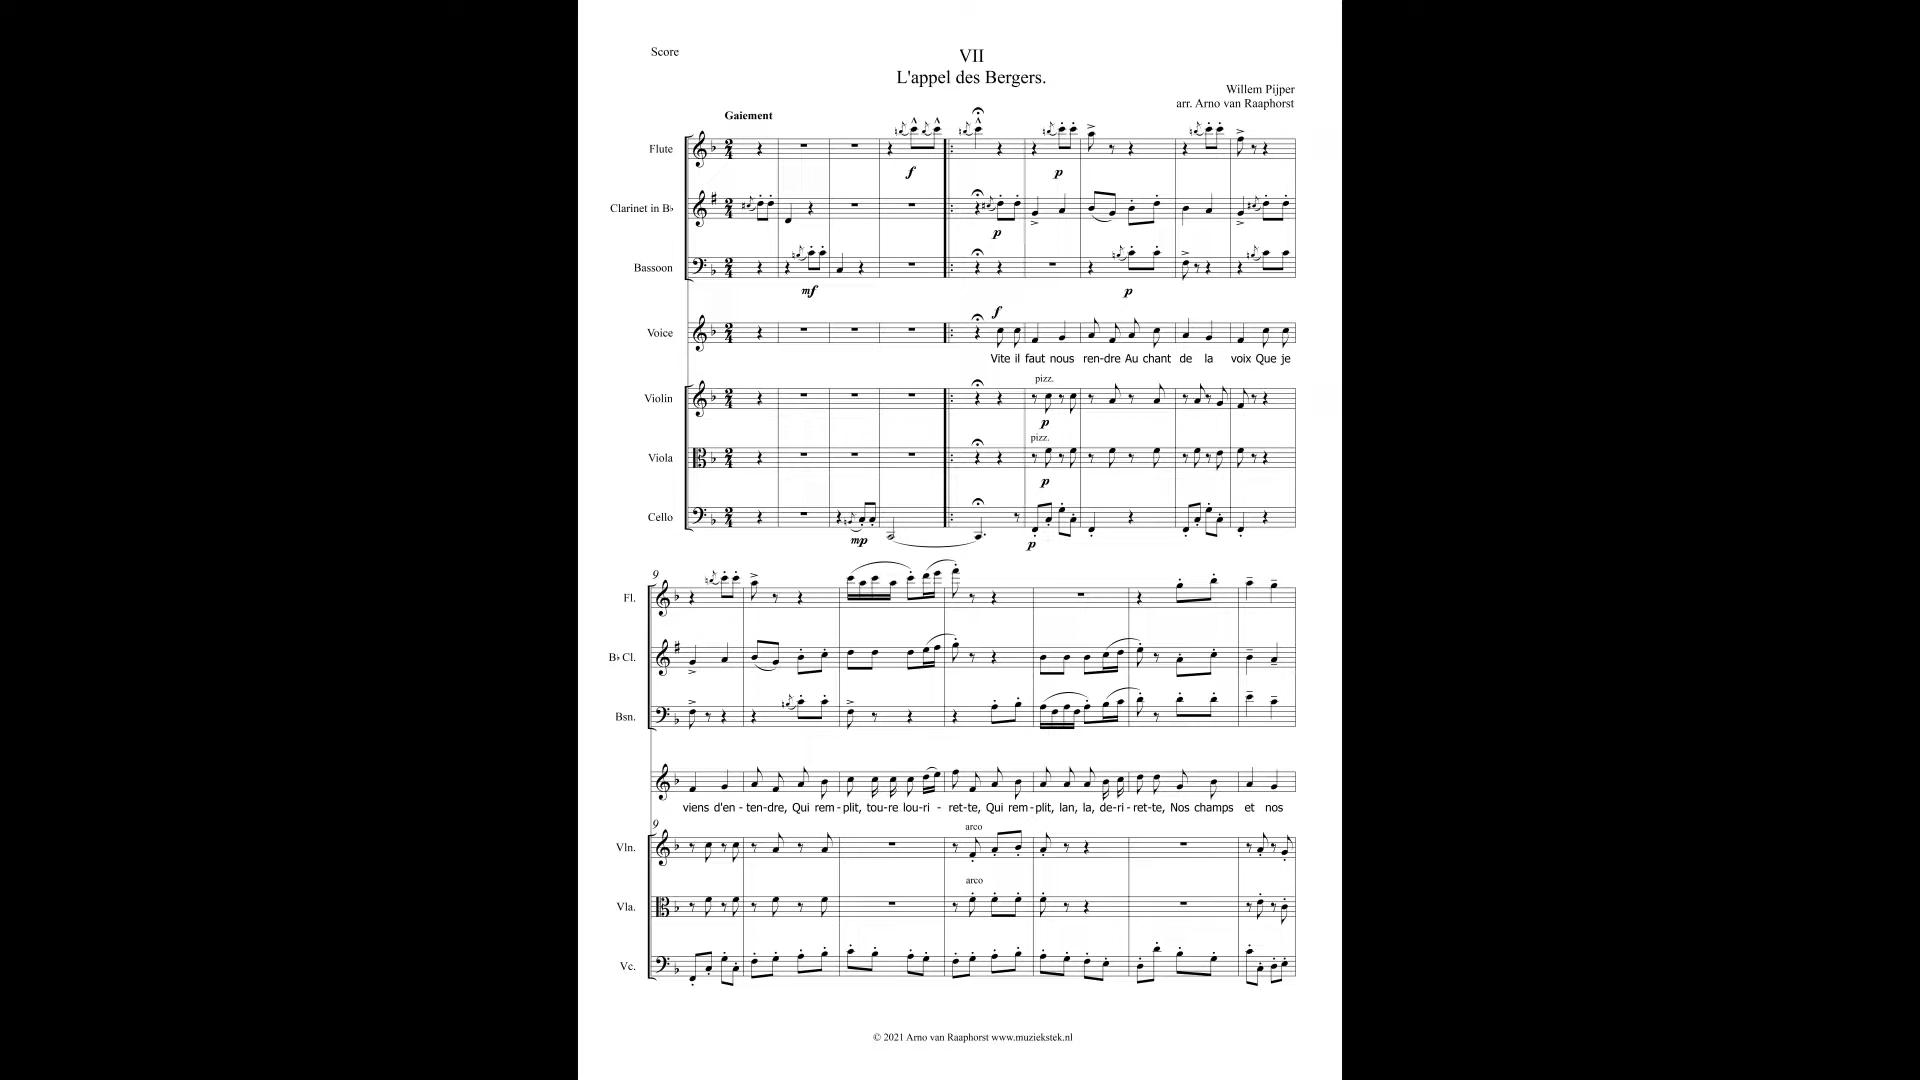 Score
VII
L'appel des Bergers.
Willem Pijper
arr. Arno van Raaphorst
Gaiement
Flute
f
p
Clarinet in B♭
p
Bassoon
mf
p
f
Voice
Vite il faut nous ren-dre Au chant de la voix Que je
pizz.
Violin
p
pizz.
Viola
p
Cello
mp
p
9
Fl.
B♭ Cl.
Bsn.
viens d'en - ten-dre, Qui rem - plit, tou-re lou-ri - ret-te, Qui rem - plit, lan, la, de-ri - ret-te, Nos champs et nos
9
arco
Vln.
arco
Vla.
Vc.
© 2021 Arno van Raaphorst www.muziekstek.nl